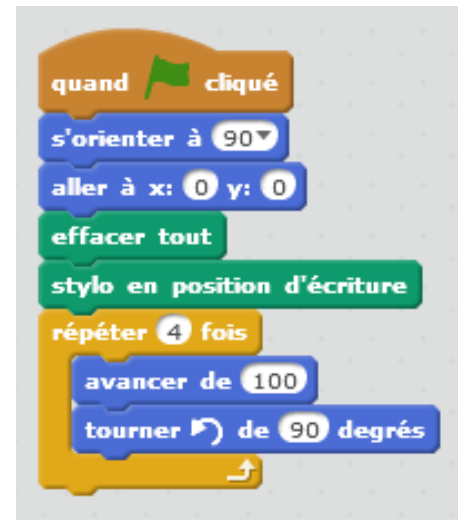 quand cliqué
s'orienter à 90
aller à x: 0 y: 0
effacer tout
stylo en position d'écriture
répéter 4 fois
avancer de 100
tourner de 90 degrés